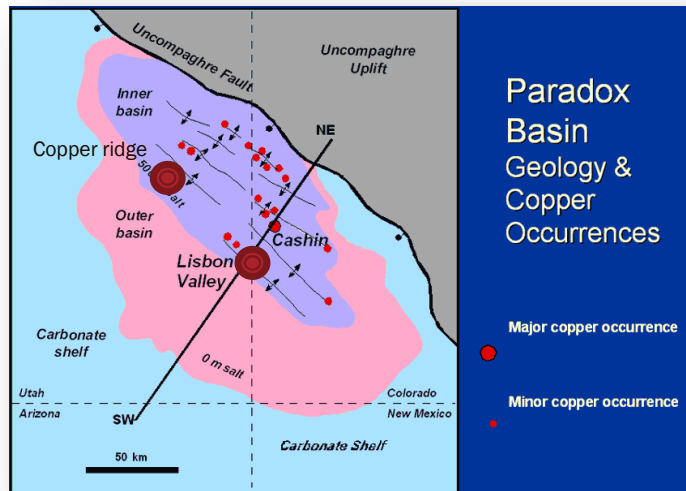 Uncompaghre Fault
Uncompaghre
Uplift
Inner
basin
NE
Copper ridge
salt
Outer
basin
Cashin
Lisbon
Valley
Carbonate
shelf
0 m salt
Utah
Colorado
Arizona
New Mexico
SW
Carbonate Shelf
50 km
Paradox
Basin
Geology &
Copper
Occurrences
Major copper occurrence
Minor copper occurrence